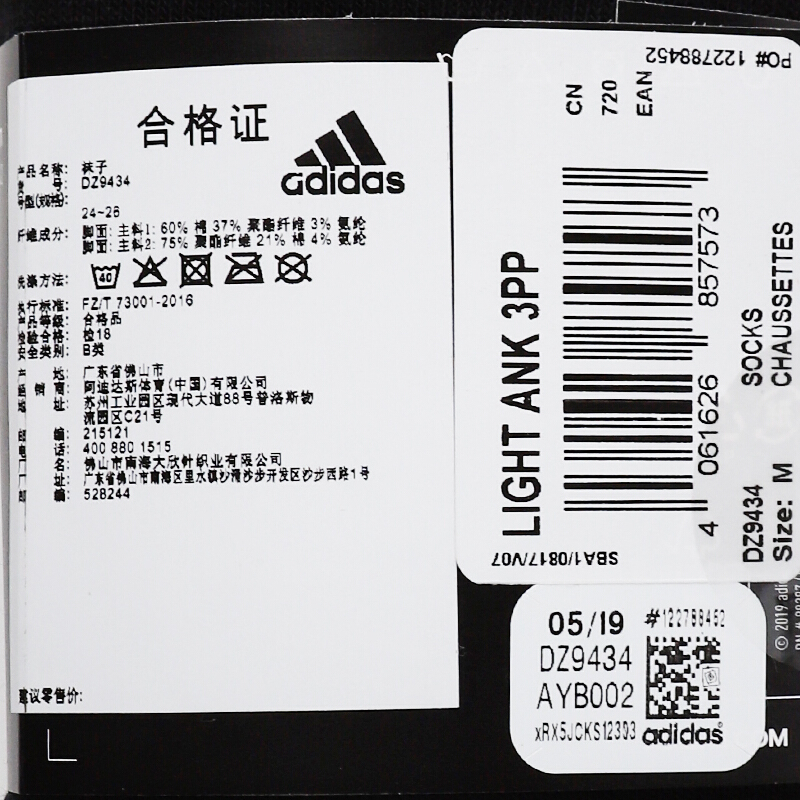 合格证
adidas
产品名称: 袜子
货 号: DZ9434
号型(规格):
24-26
纤维成分: 脚面: 主料1: 60% 棉 37% 聚酯纤维 3% 氨纶
脚面: 主料2: 75% 聚酯纤维 21% 棉 4% 氨纶
洗涤方法:
40
执行标准: FZ/T 73001-2016
产品等级: 合格品
检验合格: 检18
安全类别: B类
产 地: 广东省佛山市
经 销 商: 阿迪达斯体育(中国)有限公司
地 址: 苏州工业园区现代大道88号普洛斯物
流园区C21号
邮 编: 215121
电 话: 400 880 1515
厂 名: 佛山市南海大欣针织业有限公司
厂 址: 广东省佛山市南海区里水镇沙涌沙步开发区沙步西路1号
邮 编: 528244
建议零售价:
PO# 122788452
CN
720
EAN
LIGHT ANK 3PP
4 061626 857573
SOCKS
CHAUSSETTES
DZ9434
Size: M
SBA1/0817/V07
05/19 #122788452
DZ9434
AYB002
xRX5JCKS12303
adidas
© 2019 adi
OM